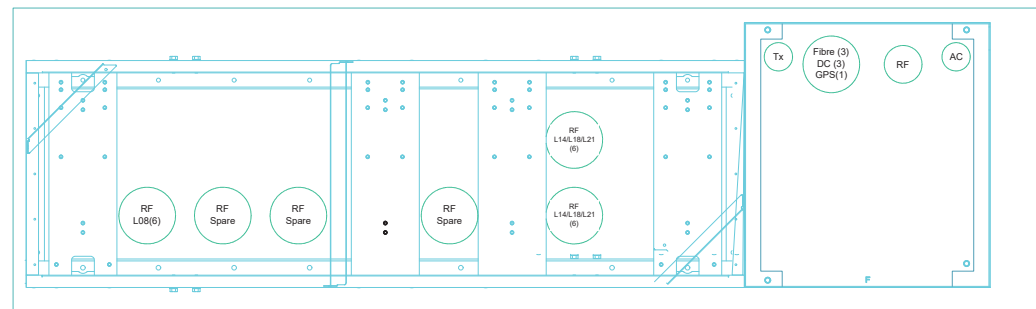 Tx
Fibre (3)
DC (3)
GPS(1)
RF
AC
RF
L14/L18/L21
(6)
RF
L08(6)
RF
Spare
RF
Spare
RF
Spare
RF
L14/L18/L21
(6)
F